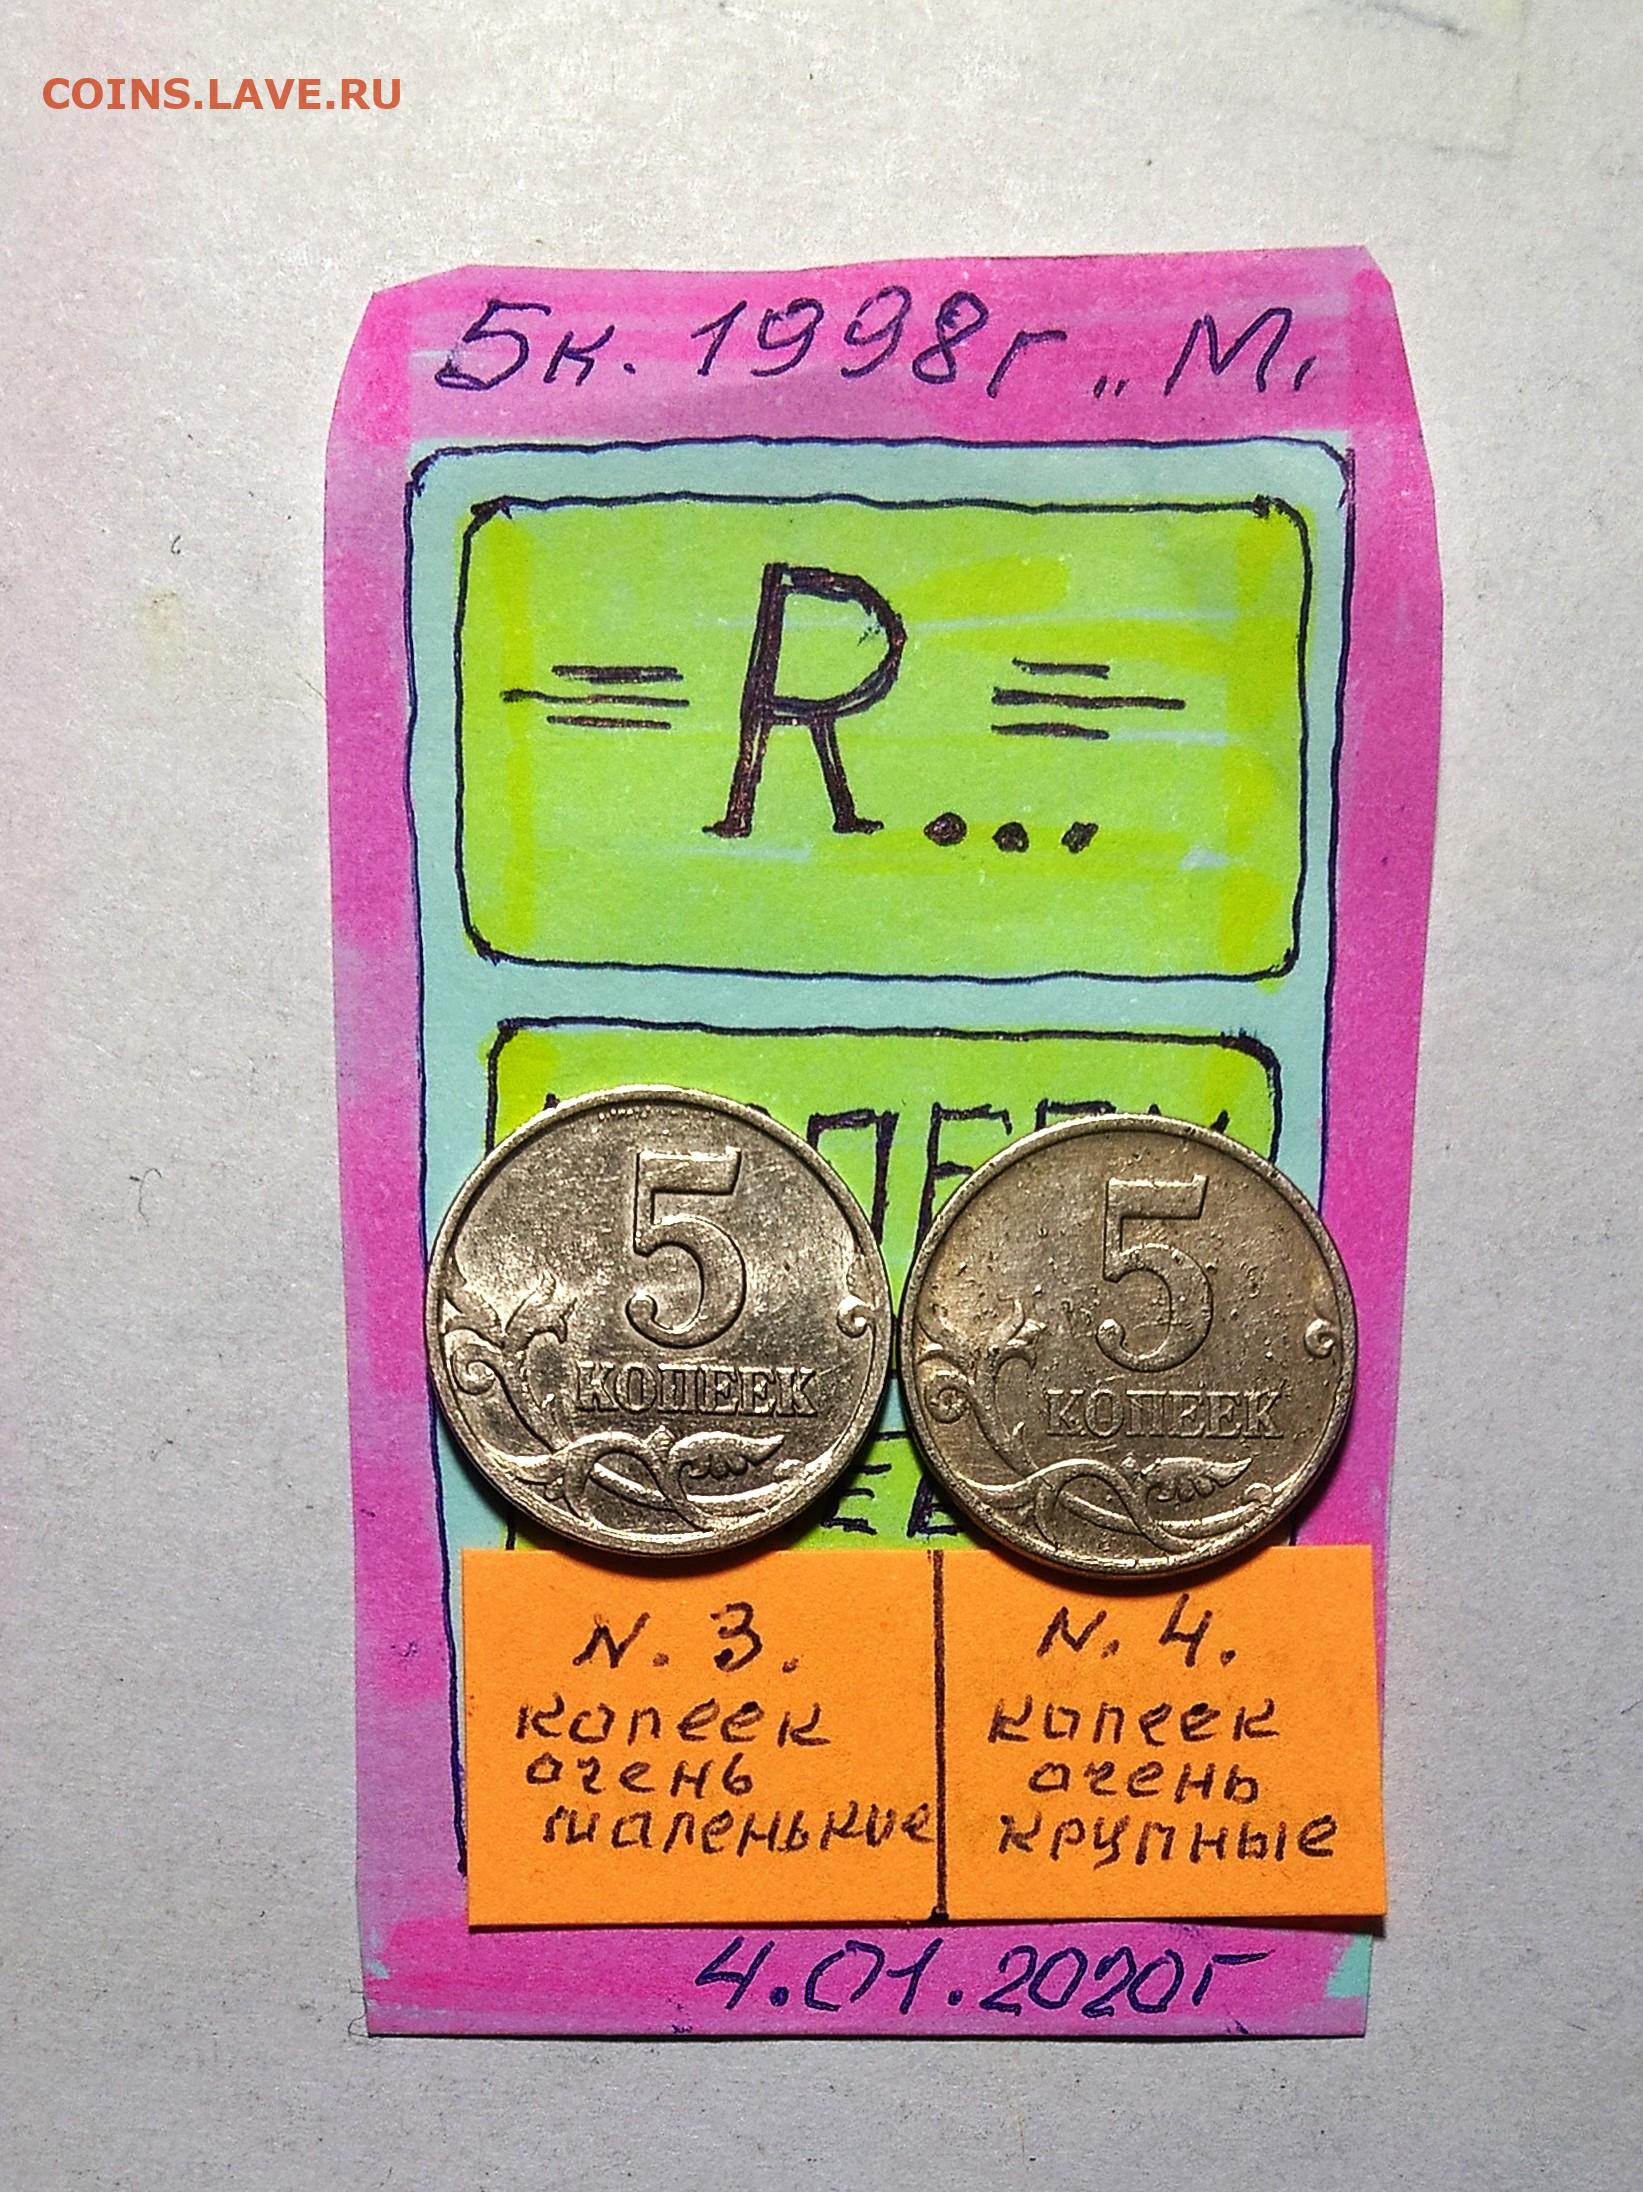 COINS.LAVE.RU
5к. 1998г „М,
R...
5
КОПЕЕК
5
КОПЕЕК
N. 3.
копеек
очень
маленькие
N. 4.
копеек
очень
крупные
4.01.2020г